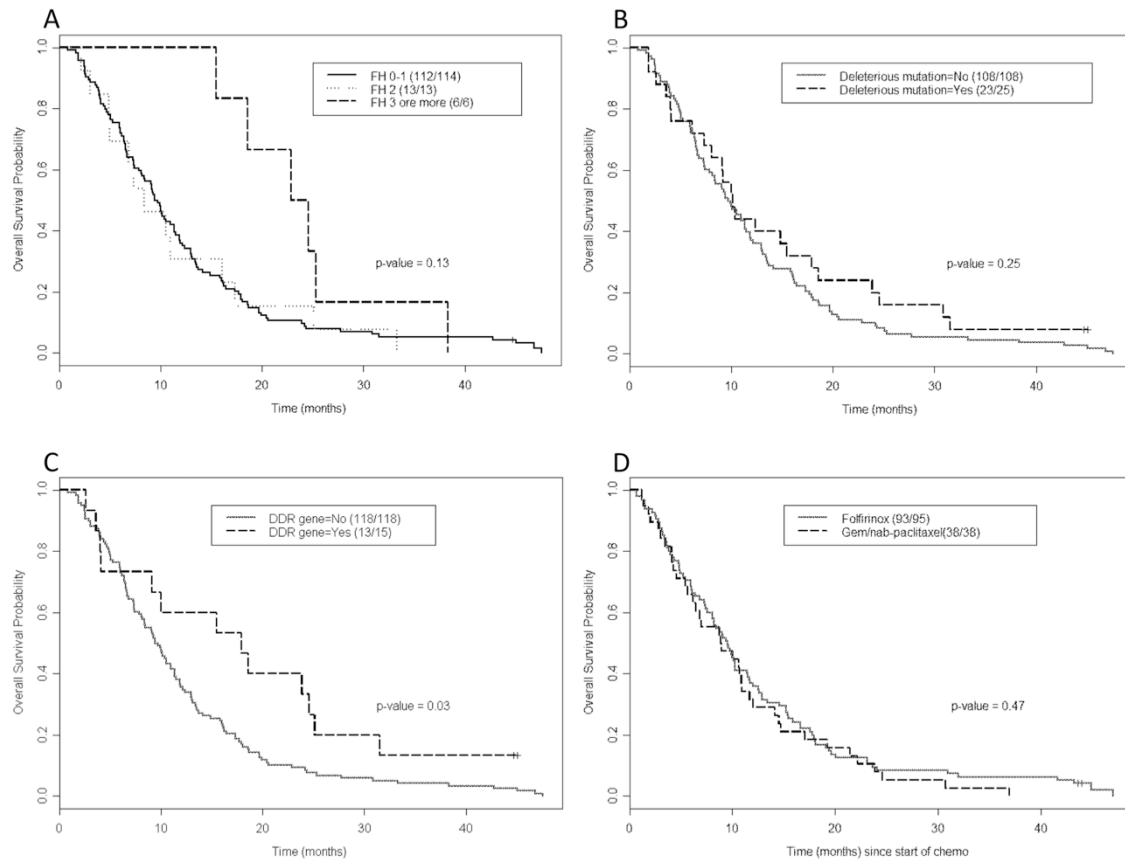 A
Overall Survival Probability
1.0
0.8
0.6
0.4
0.2
0.0
FH 0-1 (112/114)
FH 2 (13/13)
FH 3 ore more (6/6)
p-value = 0.13
0 10 20 30 40
Time (months)
B
Overall Survival Probability
1.0
0.8
0.6
0.4
0.2
0.0
Deleterious mutation=No (108/108)
Deleterious mutation=Yes (23/25)
p-value = 0.25
0 10 20 30 40
Time (months)
C
Overall Survival Probability
1.0
0.8
0.6
0.4
0.2
0.0
DDR gene=No (118/118)
DDR gene=Yes (13/15)
p-value = 0.03
0 10 20 30 40
Time (months)
D
Overall Survival Probability
1.0
0.8
0.6
0.4
0.2
0.0
Folfirinox (93/95)
Gem/nab-paclitaxel(38/38)
p-value = 0.47
0 10 20 30 40
Time (months) since start of chemo